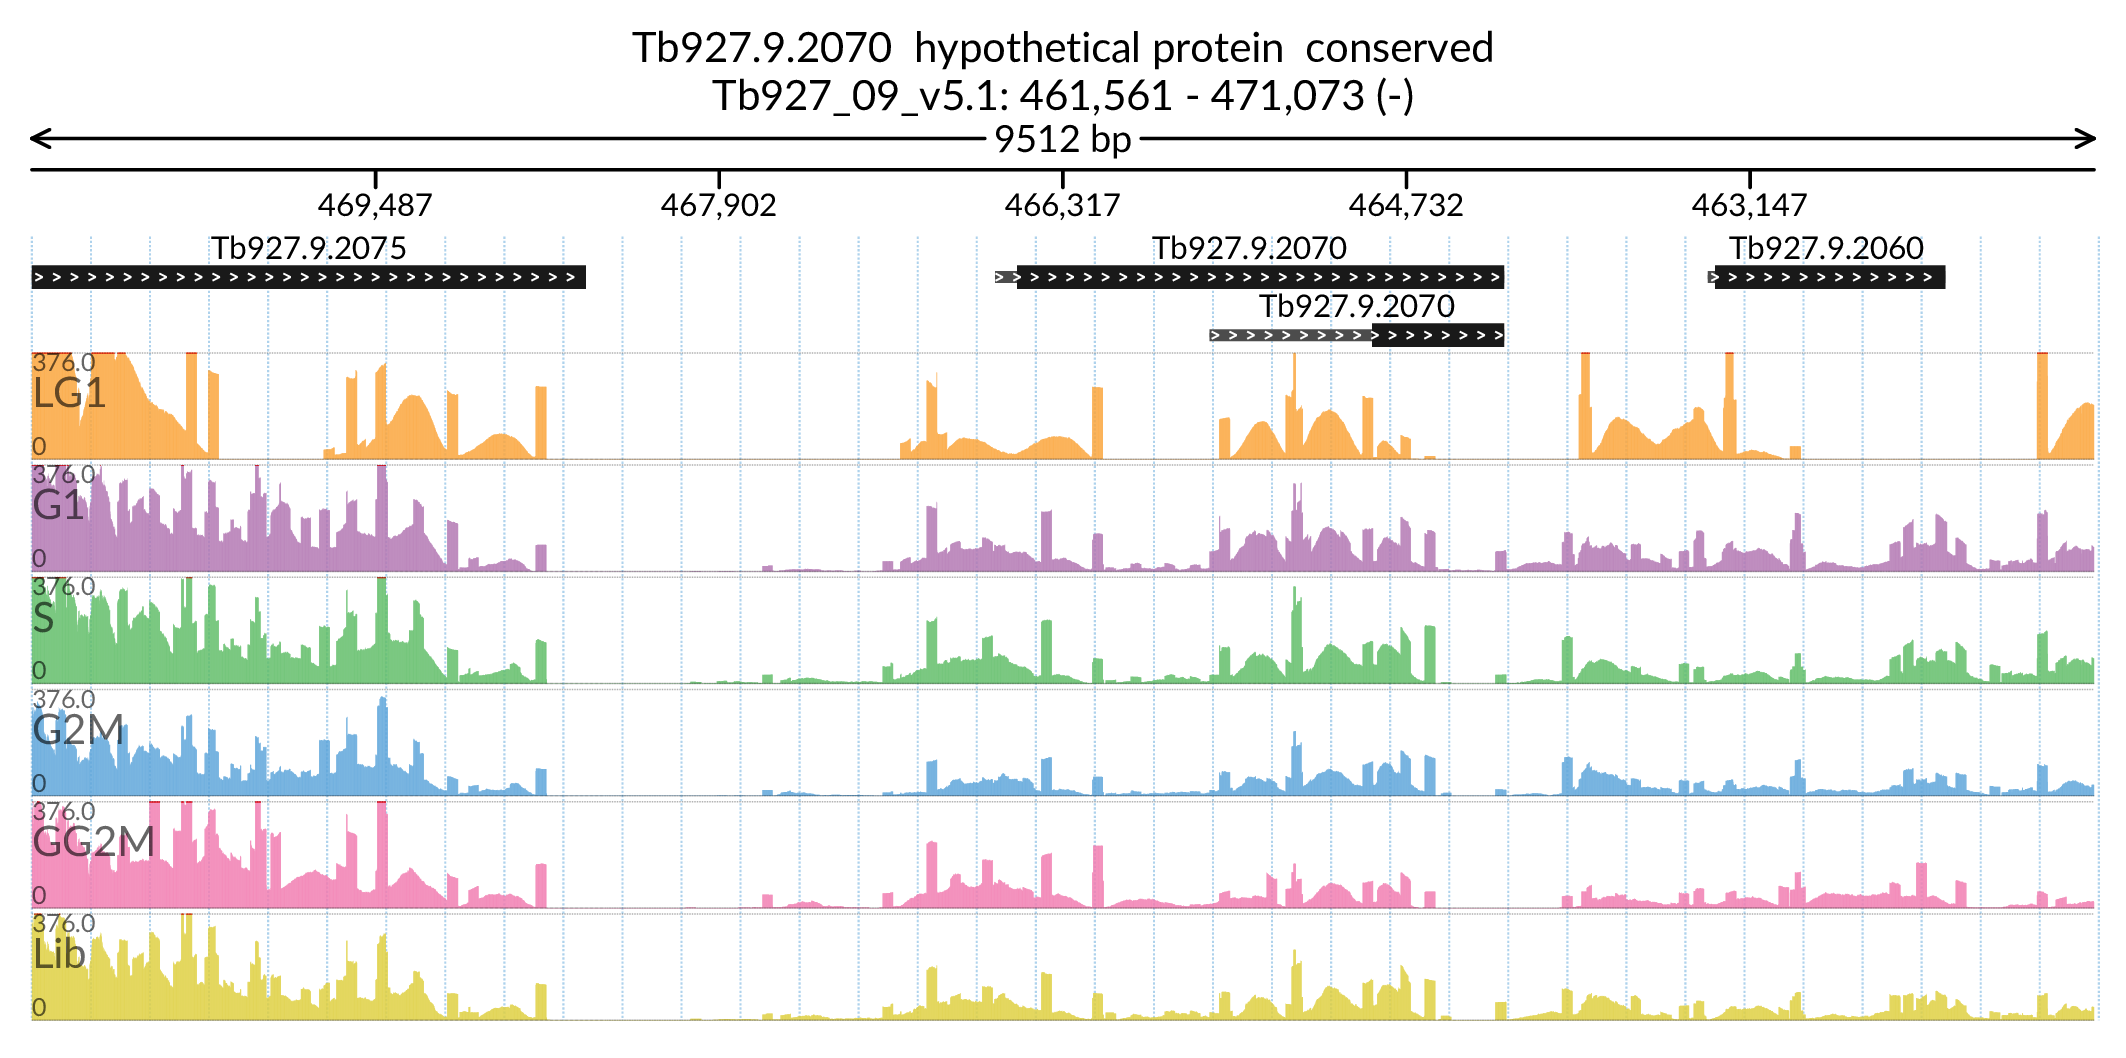 Tb927.9.2070 hypothetical protein conserved
Tb927_09_v5.1: 461,561 - 471,073 (-)
9512 bp
469,487 467,902 466,317 464,732 463,147
Tb927.9.2075 Tb927.9.2070 Tb927.9.2060
Tb927.9.2070
376.0
LG1
0
376.0
G1
0
376.0
S
0
376.0
G2M
0
376.0
GG2M
0
376.0
Lib
0